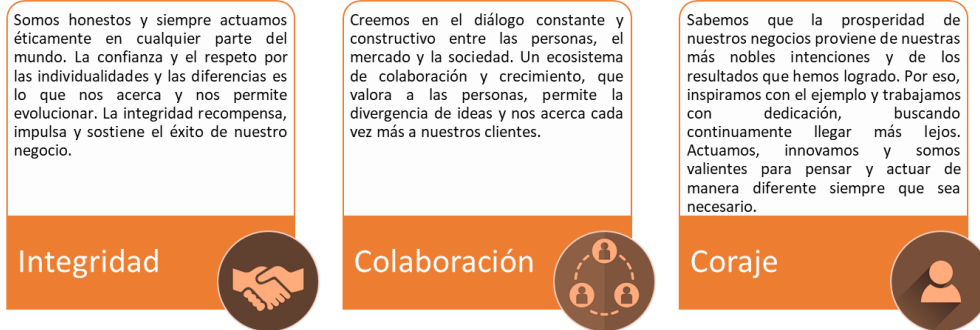 Somos honestos y siempre actuamos
éticamente en cualquier parte del
mundo. La confianza y el respeto por
las individualidades y las diferencias es
lo que nos acerca y nos permite
evolucionar. La integridad recompensa,
impulsa y sostiene el éxito de nuestro
negocio.
Integridad
Creemos en el diálogo constante y
constructivo entre las personas, el
mercado y la sociedad. Un ecosistema
de colaboración y crecimiento, que
valora a las personas, permite la
divergencia de ideas y nos acerca cada
vez más a nuestros clientes.
Colaboración
Sabemos que la prosperidad de
nuestros negocios proviene de nuestras
más nobles intenciones y de los
resultados que hemos logrado. Por eso,
inspiramos con el ejemplo y trabajamos
con dedicación, buscando
continuamente llegar más lejos.
Actuamos, innovamos y somos
valientes para pensar y actuar de
manera diferente siempre que sea
necesario.
Coraje